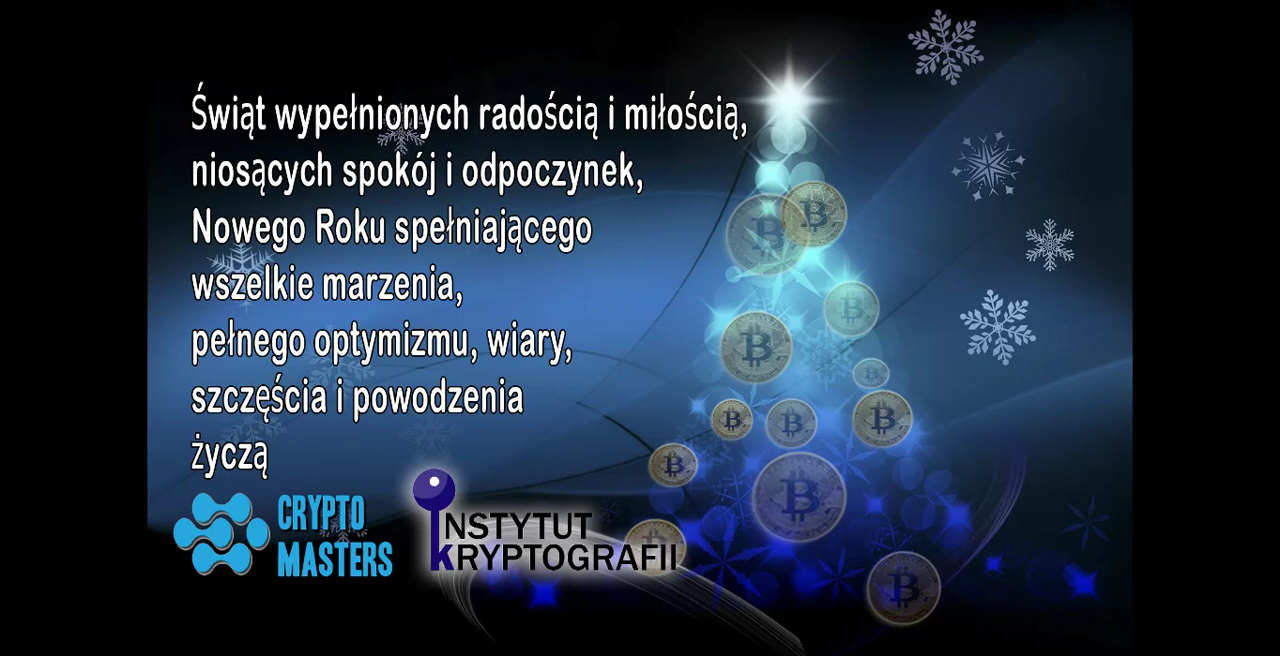 Świąt wypełnionych radością i miłością,
niosących spokój i odpoczynek,
Nowego Roku spełniającego
wszelkie marzenia,
pełnego optymizmu, wiary,
szczęścia i powodzenia
życzą
CRYPTO
MASTERS
INSTYTUT
KRYPTOGRAFII